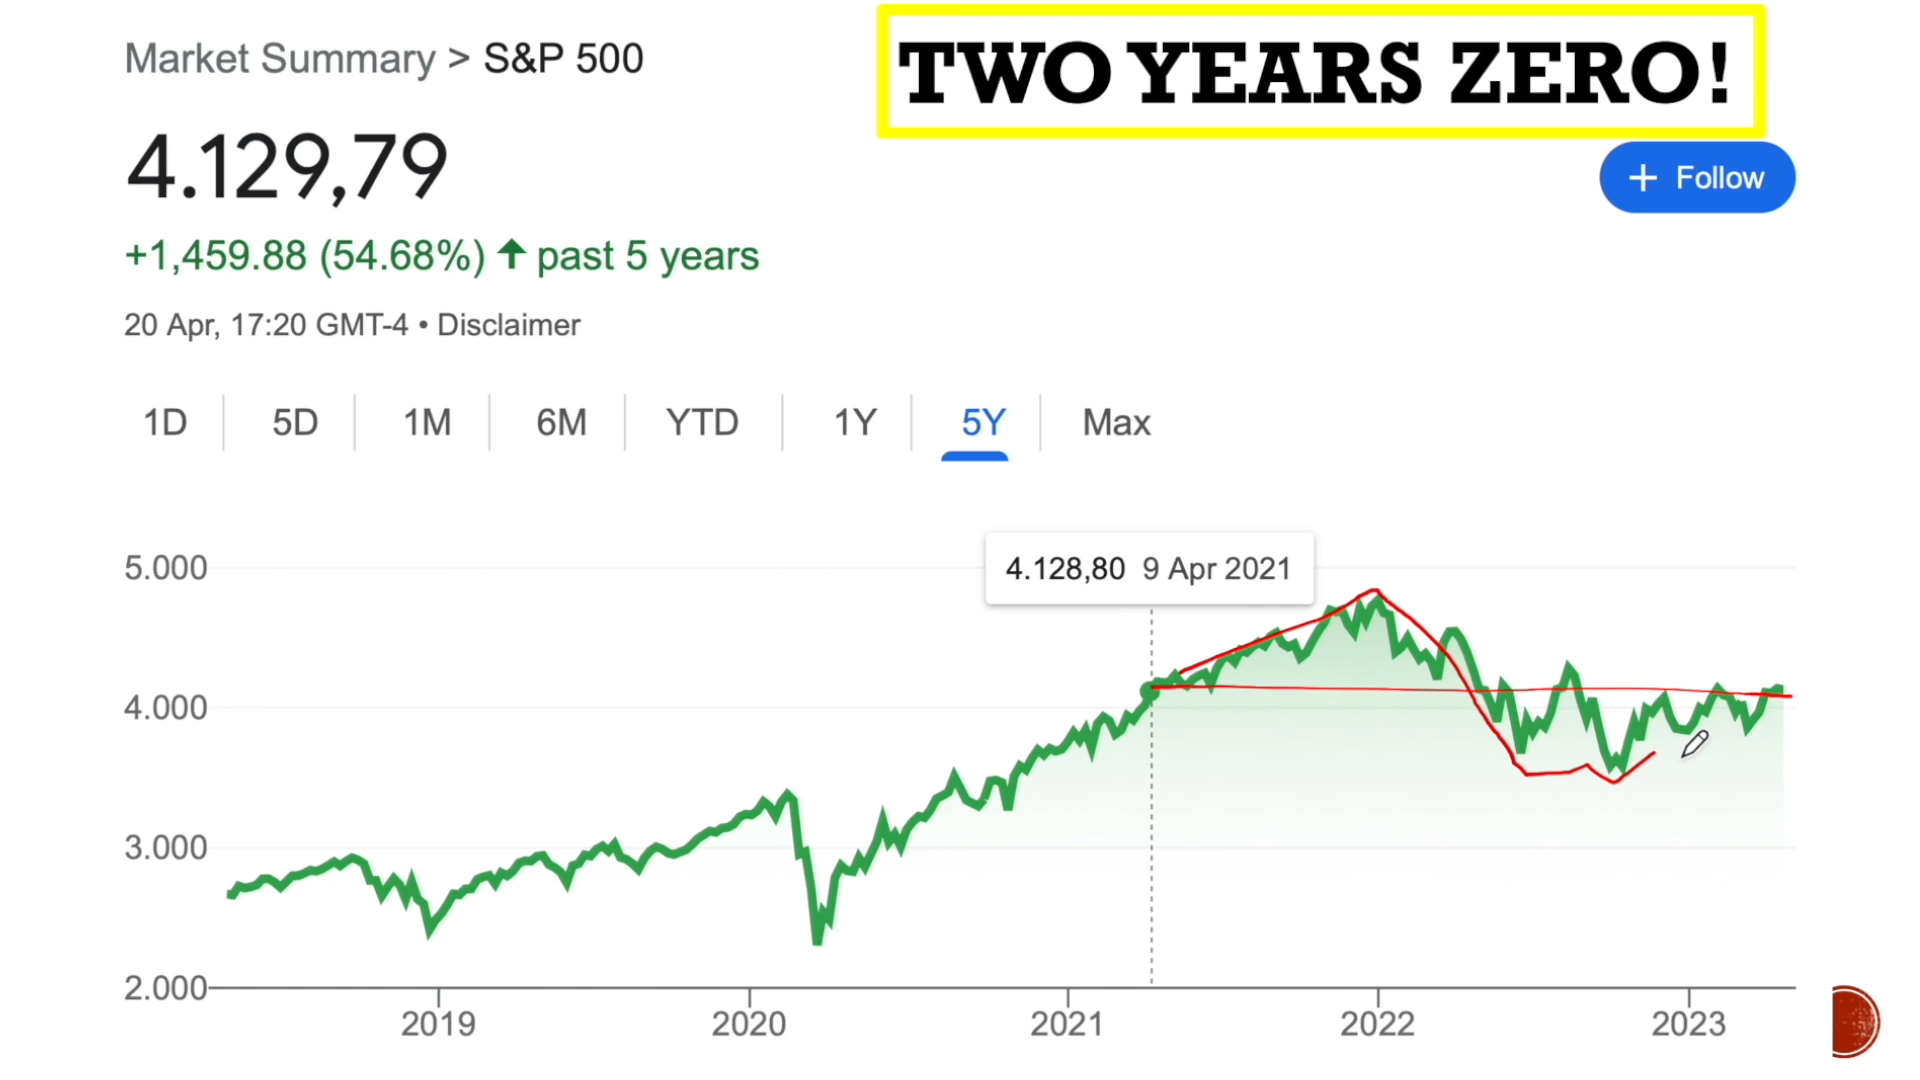 Market Summary > S&P 500
TWO YEARS ZERO!
4.129,79
+ Follow
+1,459.88 (54.68%) ↑ past 5 years
20 Apr, 17:20 GMT-4 • Disclaimer
1D 5D 1M 6M YTD 1Y 5Y Max
4.128,80 9 Apr 2021
5.000
4.000
3.000
2.000
2019 2020 2021 2022 2023